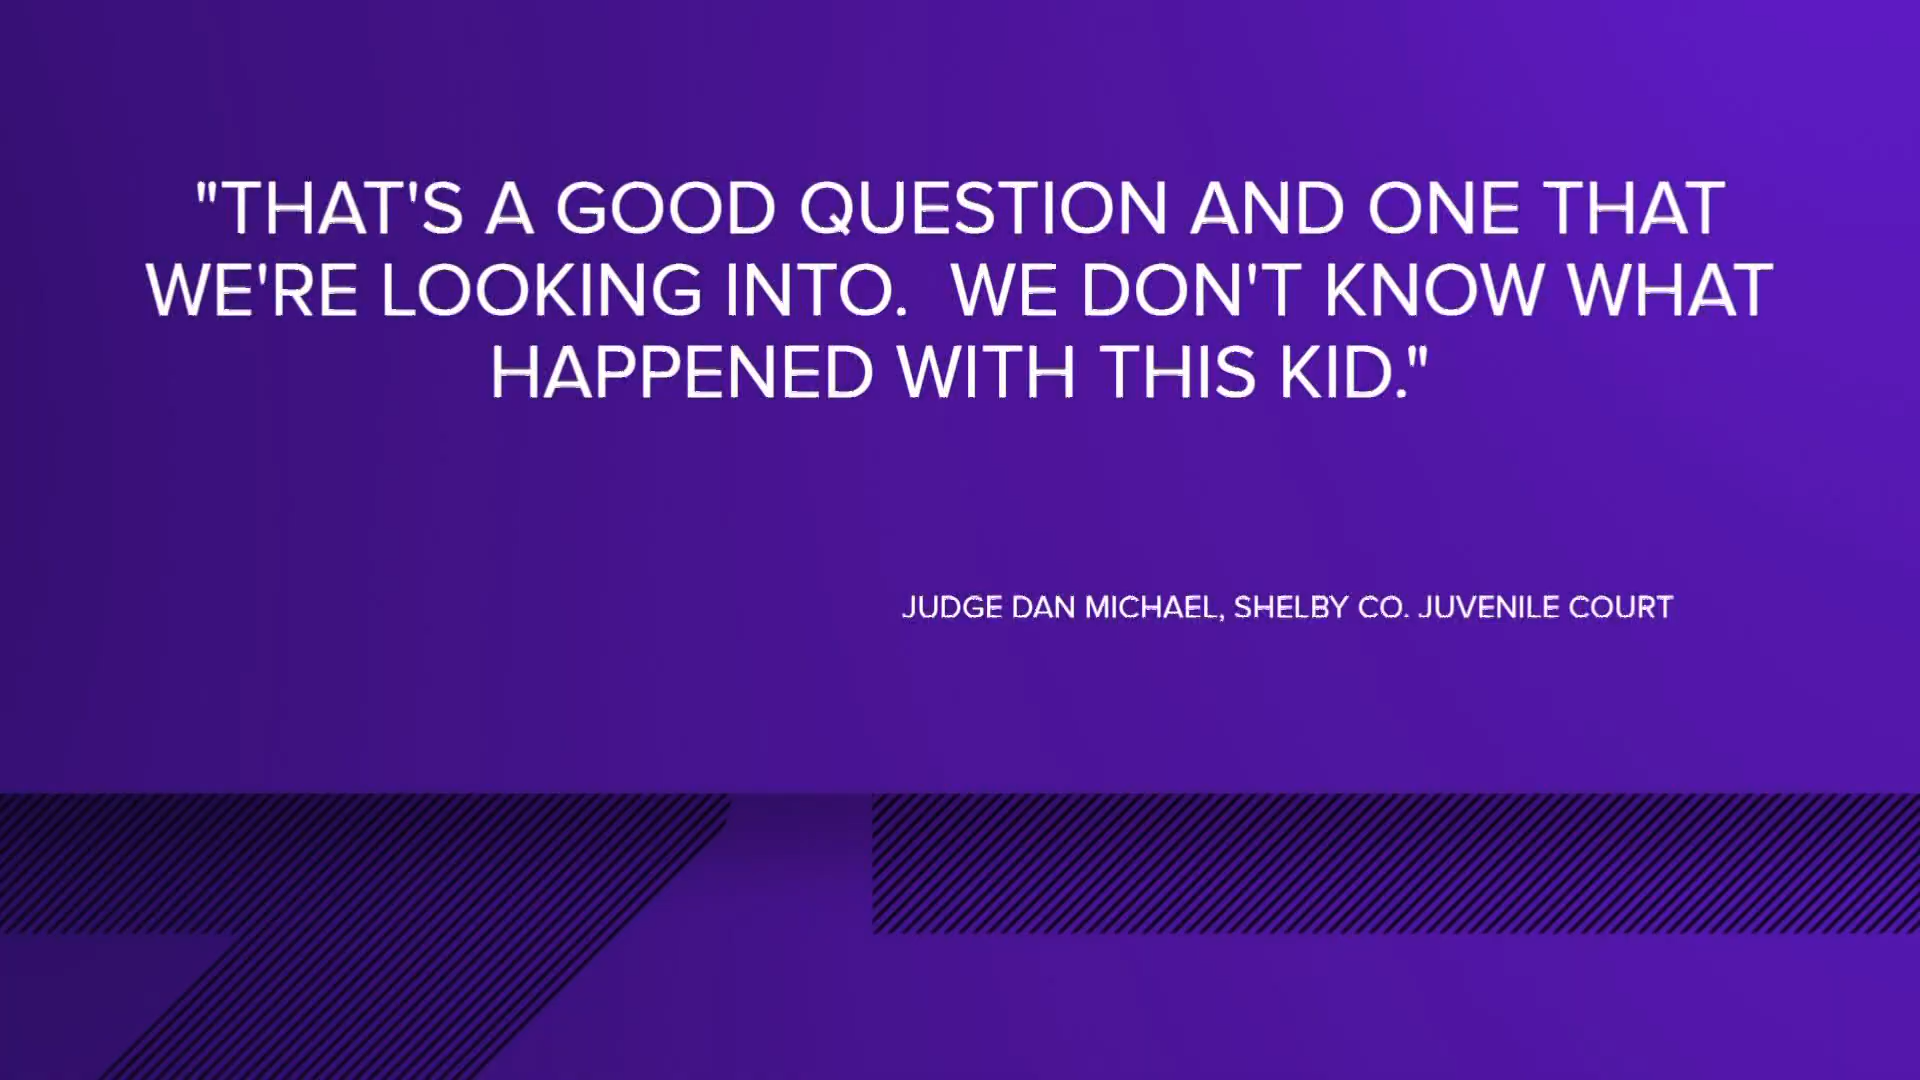 "THAT'S A GOOD QUESTION AND ONE THAT
WE'RE LOOKING INTO.  WE DON'T KNOW WHAT
HAPPENED WITH THIS KID."
JUDGE DAN MICHAEL, SHELBY CO. JUVENILE COURT